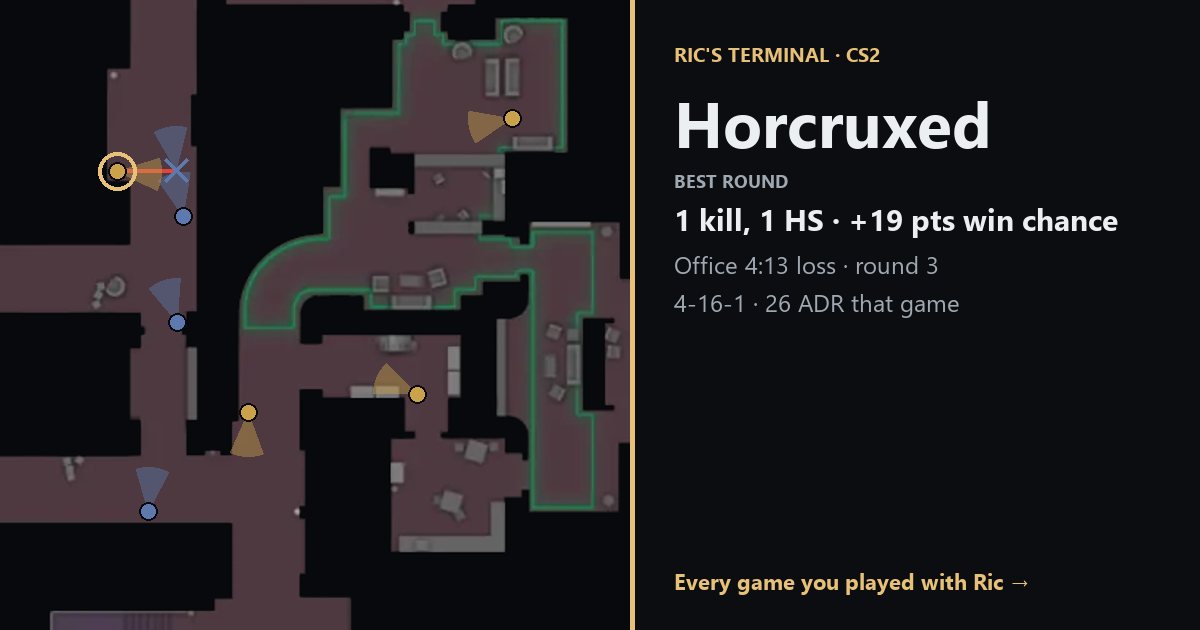 RIC'S TERMINAL · CS2
Horcruxed
BEST ROUND
1 kill, 1 HS · +19 pts win chance
Office 4:13 loss · round 3
4-16-1 · 26 ADR that game
Every game you played with Ric →